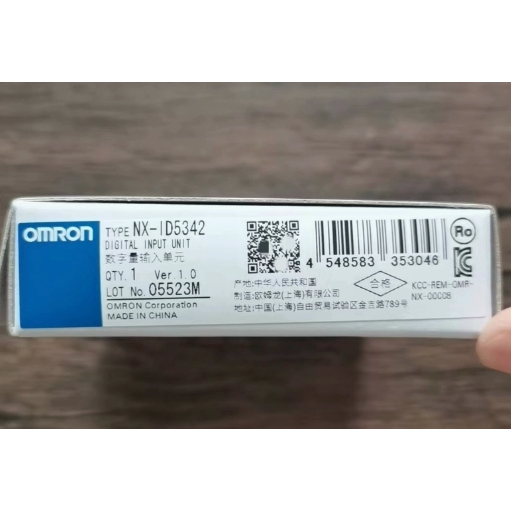 OMRON
TYPE NX-ID5342
DIGITAL INPUT UNIT
数字量输入单元
QTY. 1 Ver.1.0
LOT No. 05523M
OMRON Corporation
MADE IN CHINA
4 548583 353046
产地:中华人民共和国
制造:欧姆龙(上海)有限公司
地址:中国(上海)自由贸易试验区金吉路789号
合格
Ro
KCC-REM-OMR-
NX-00008